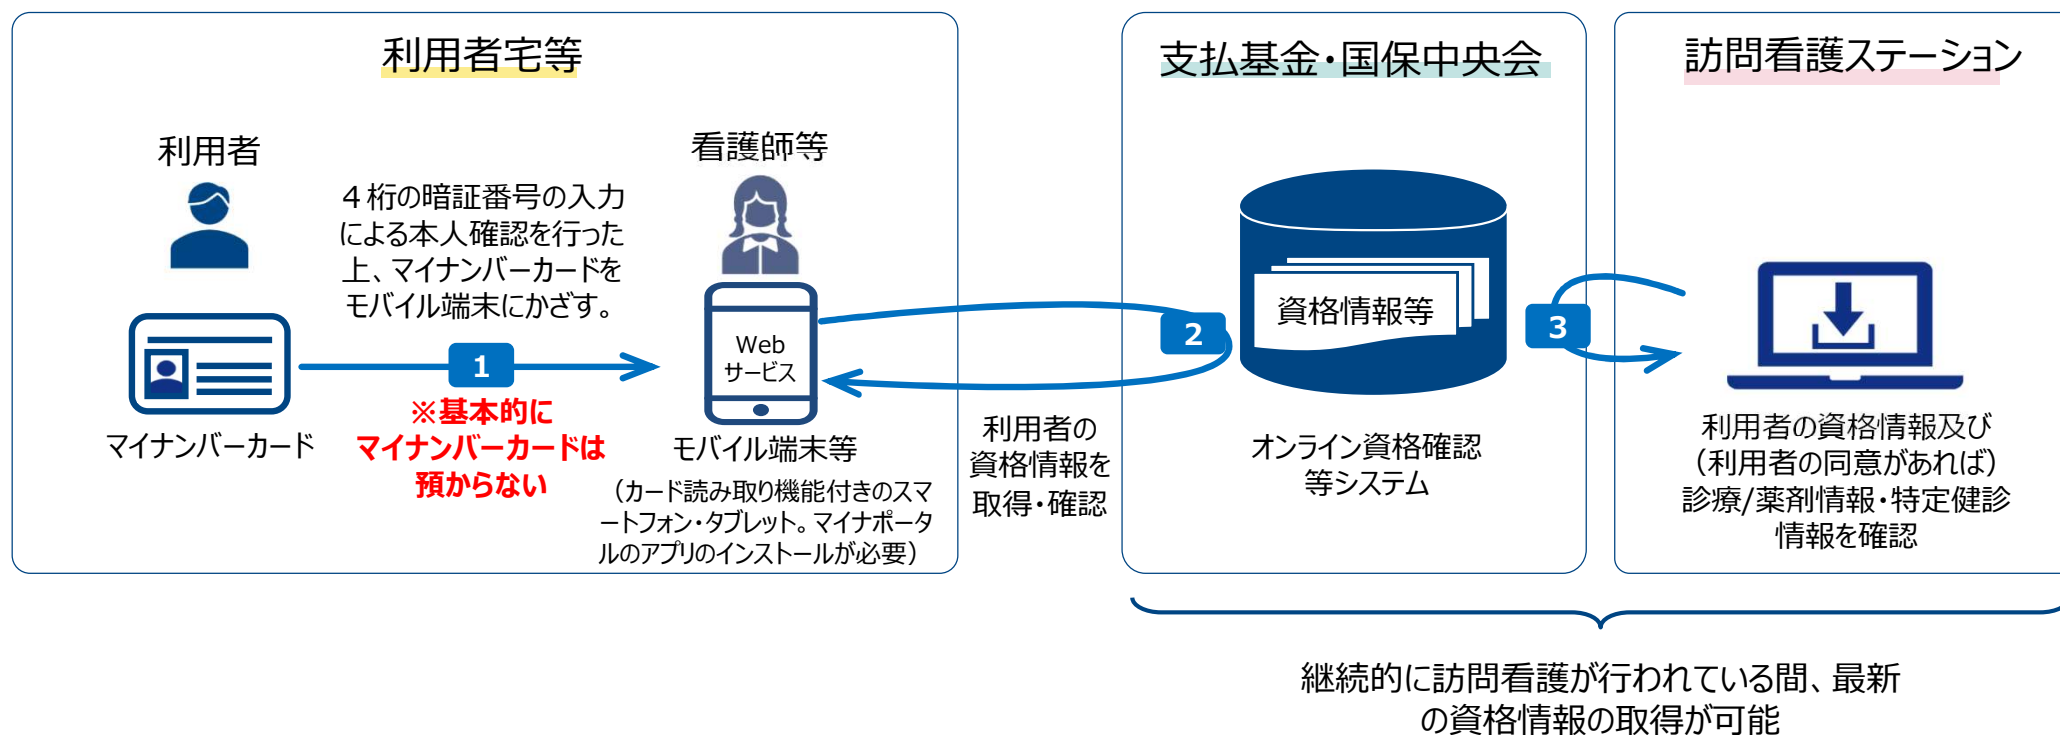 利用者宅等
利用者
４桁の暗証番号の入力
による本人確認を行った
上、マイナンバーカードを
モバイル端末にかざす。
看護師等
Web
サービス
1
※基本的に
マイナンバーカードは
預からない
マイナンバーカード
モバイル端末等
（カード読み取り機能付きのスマ
ートフォン・タブレット。マイナポータ
ルのアプリのインストールが必要）
2
利用者の
資格情報を
取得・確認
支払基金・国保中央会
資格情報等
オンライン資格確認
等システム
3
訪問看護ステーション
利用者の資格情報及び
（利用者の同意があれば）
診療/薬剤情報・特定健診
情報を確認
継続的に訪問看護が行われている間、最新
の資格情報の取得が可能